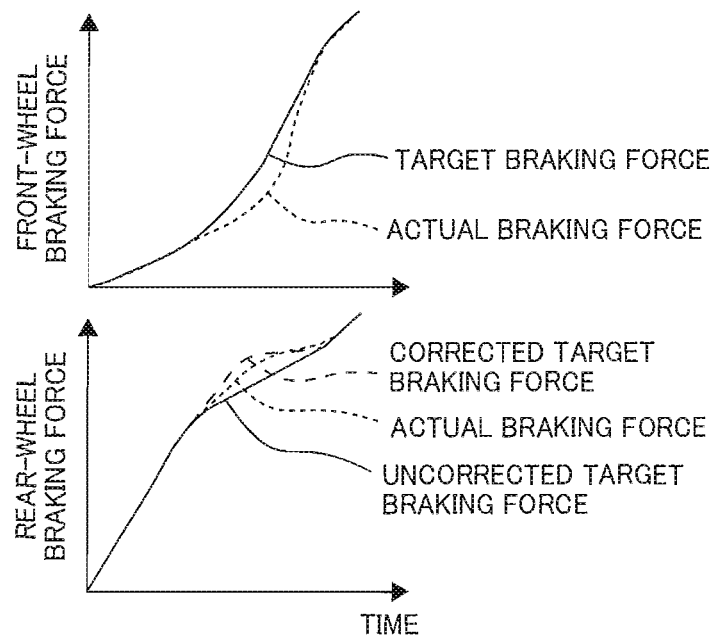 FRONT-WHEEL
BRAKING FORCE
TARGET BRAKING FORCE
ACTUAL BRAKING FORCE
REAR-WHEEL
BRAKING FORCE
CORRECTED TARGET
BRAKING FORCE
ACTUAL BRAKING FORCE
UNCORRECTED TARGET
BRAKING FORCE
TIME